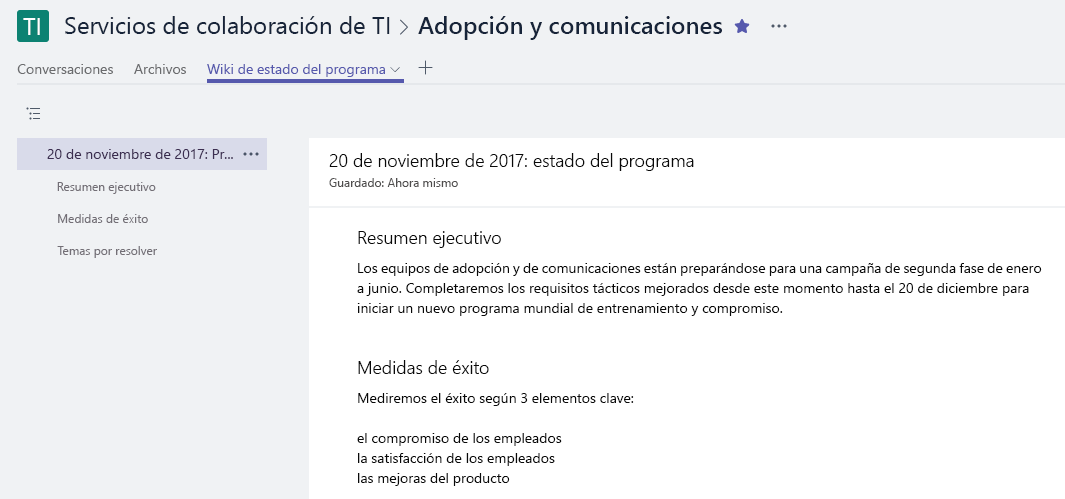 TI Servicios de colaboración de TI > Adopción y comunicaciones ...
Conversaciones Archivos Wiki de estado del programa
20 de noviembre de 2017: Pr... ...
Resumen ejecutivo
Medidas de éxito
Temas por resolver
20 de noviembre de 2017: estado del programa
Guardado: Ahora mismo
Resumen ejecutivo
Los equipos de adopción y de comunicaciones están preparándose para una campaña de segunda fase de enero
a junio. Completaremos los requisitos tácticos mejorados desde este momento hasta el 20 de diciembre para
iniciar un nuevo programa mundial de entrenamiento y compromiso.
Medidas de éxito
Mediremos el éxito según 3 elementos clave:
el compromiso de los empleados
la satisfacción de los empleados
las mejoras del producto